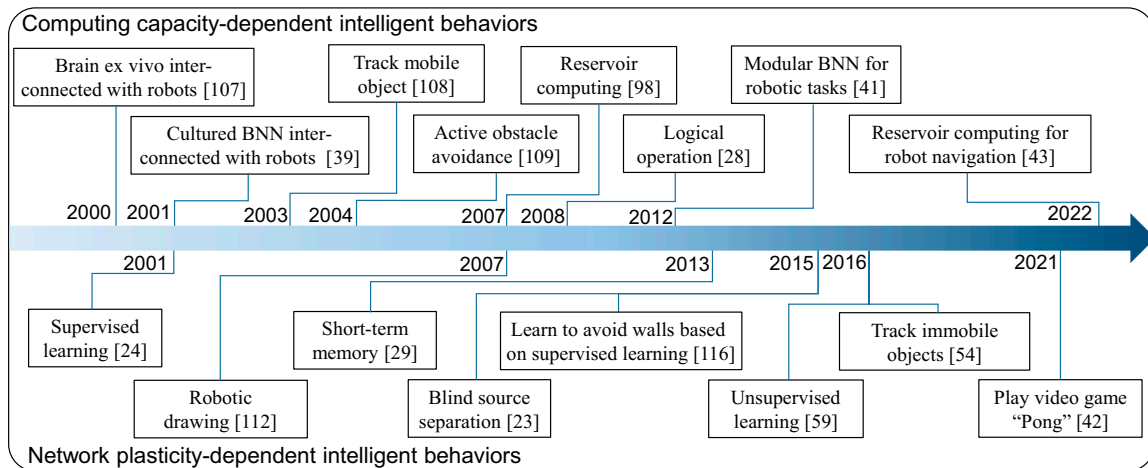 Computing capacity-dependent intelligent behaviors
Brain ex vivo inter-
connected with robots [107]
Track mobile
object [108]
Reservoir
computing [98]
Modular BNN for
robotic tasks [41]
Cultured BNN inter-
connected with robots [39]
Active obstacle
avoidance [109]
Logical
operation [28]
Reservoir computing for
robot navigation [43]
2000 2001 2003 2004 2007 2008 2012 2022
2001 2007 2013 2015 2016 2021
Supervised
learning [24]
Short-term
memory [29]
Learn to avoid walls based
on supervised learning [116]
Track immobile
objects [54]
Robotic
drawing [112]
Blind source
separation [23]
Unsupervised
learning [59]
Play video game
“Pong” [42]
Network plasticity-dependent intelligent behaviors